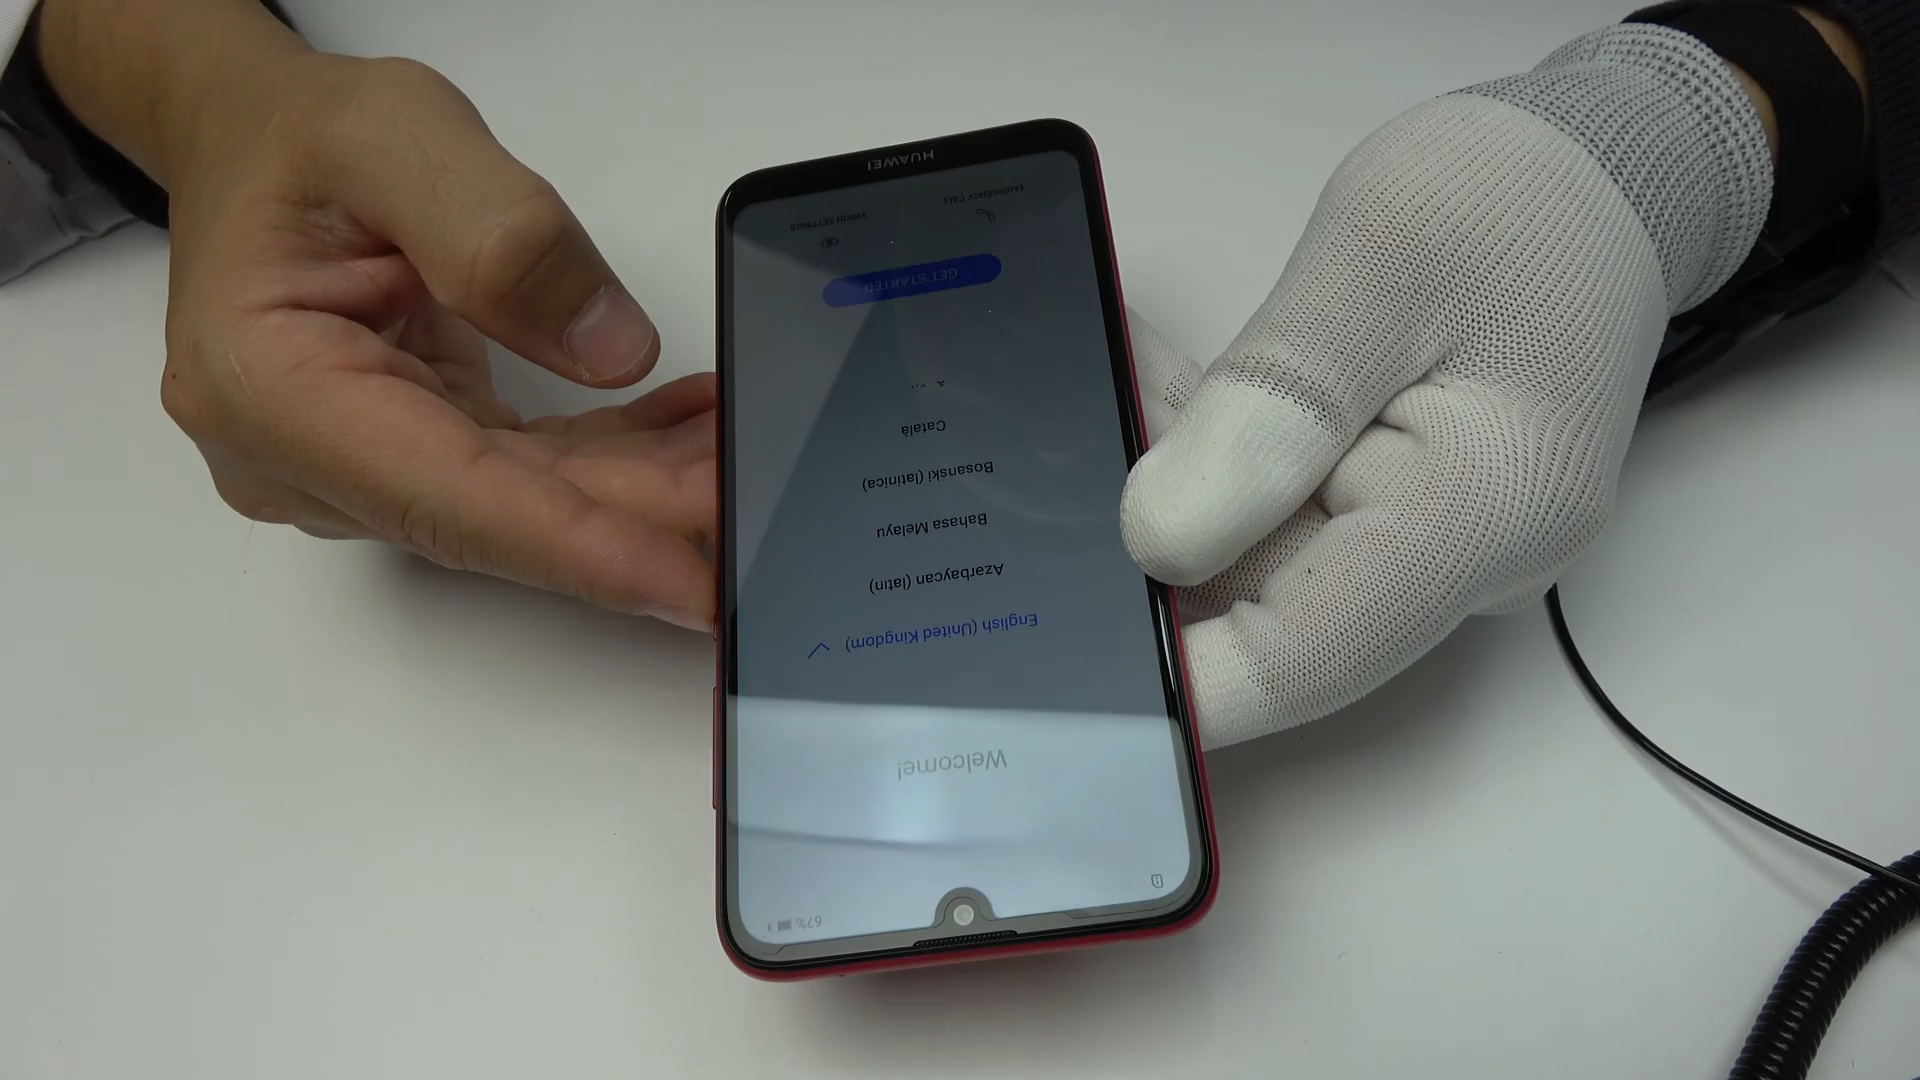 67%
Welcome!
English (United Kingdom)
Azərbaycan (latın)
Bahasa Melayu
Bosanski (latinica)
Català
GET STARTED
EMERGENCY CALL
VISION SETTINGS
HUAWEI